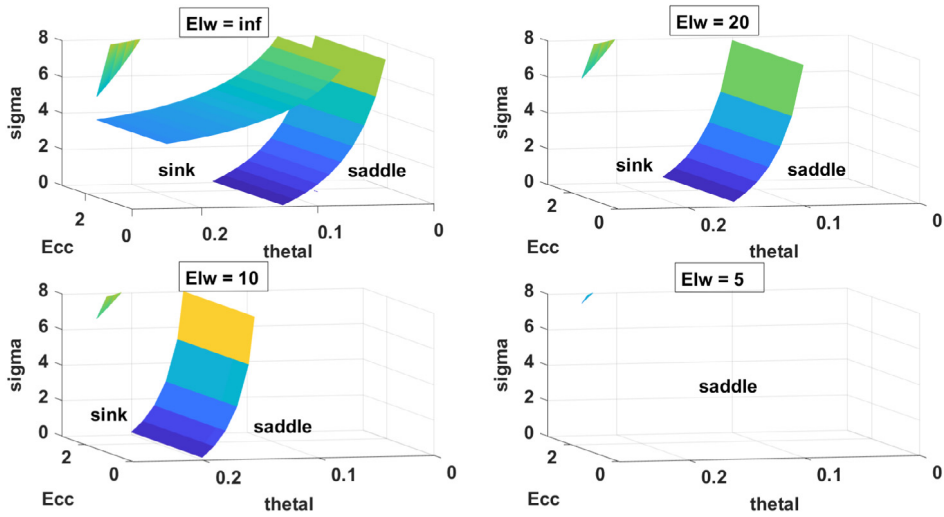 Elw = inf
8
6
4
2
0
sigma
sink
saddle
2
0
Ecc
0.2
0.1
0
thetal
Elw = 20
8
6
4
2
0
sigma
sink
saddle
2
0
Ecc
0.2
0.1
0
thetal
Elw = 10
8
6
4
2
0
sigma
sink
saddle
2
0
Ecc
0.2
0.1
0
thetal
Elw = 5
8
6
4
2
0
sigma
saddle
2
0
Ecc
0.2
0.1
0
thetal